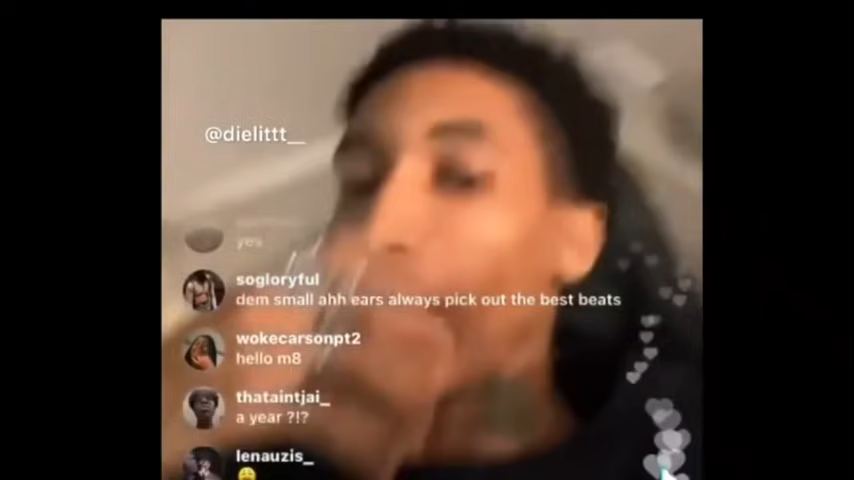 @dielittt__
yes
sogloryful
dem small ahh ears always pick out the best beats
wokecarsonpt2
hello m8
thataintjai_
a year ?!?
lenauzis_
🤤